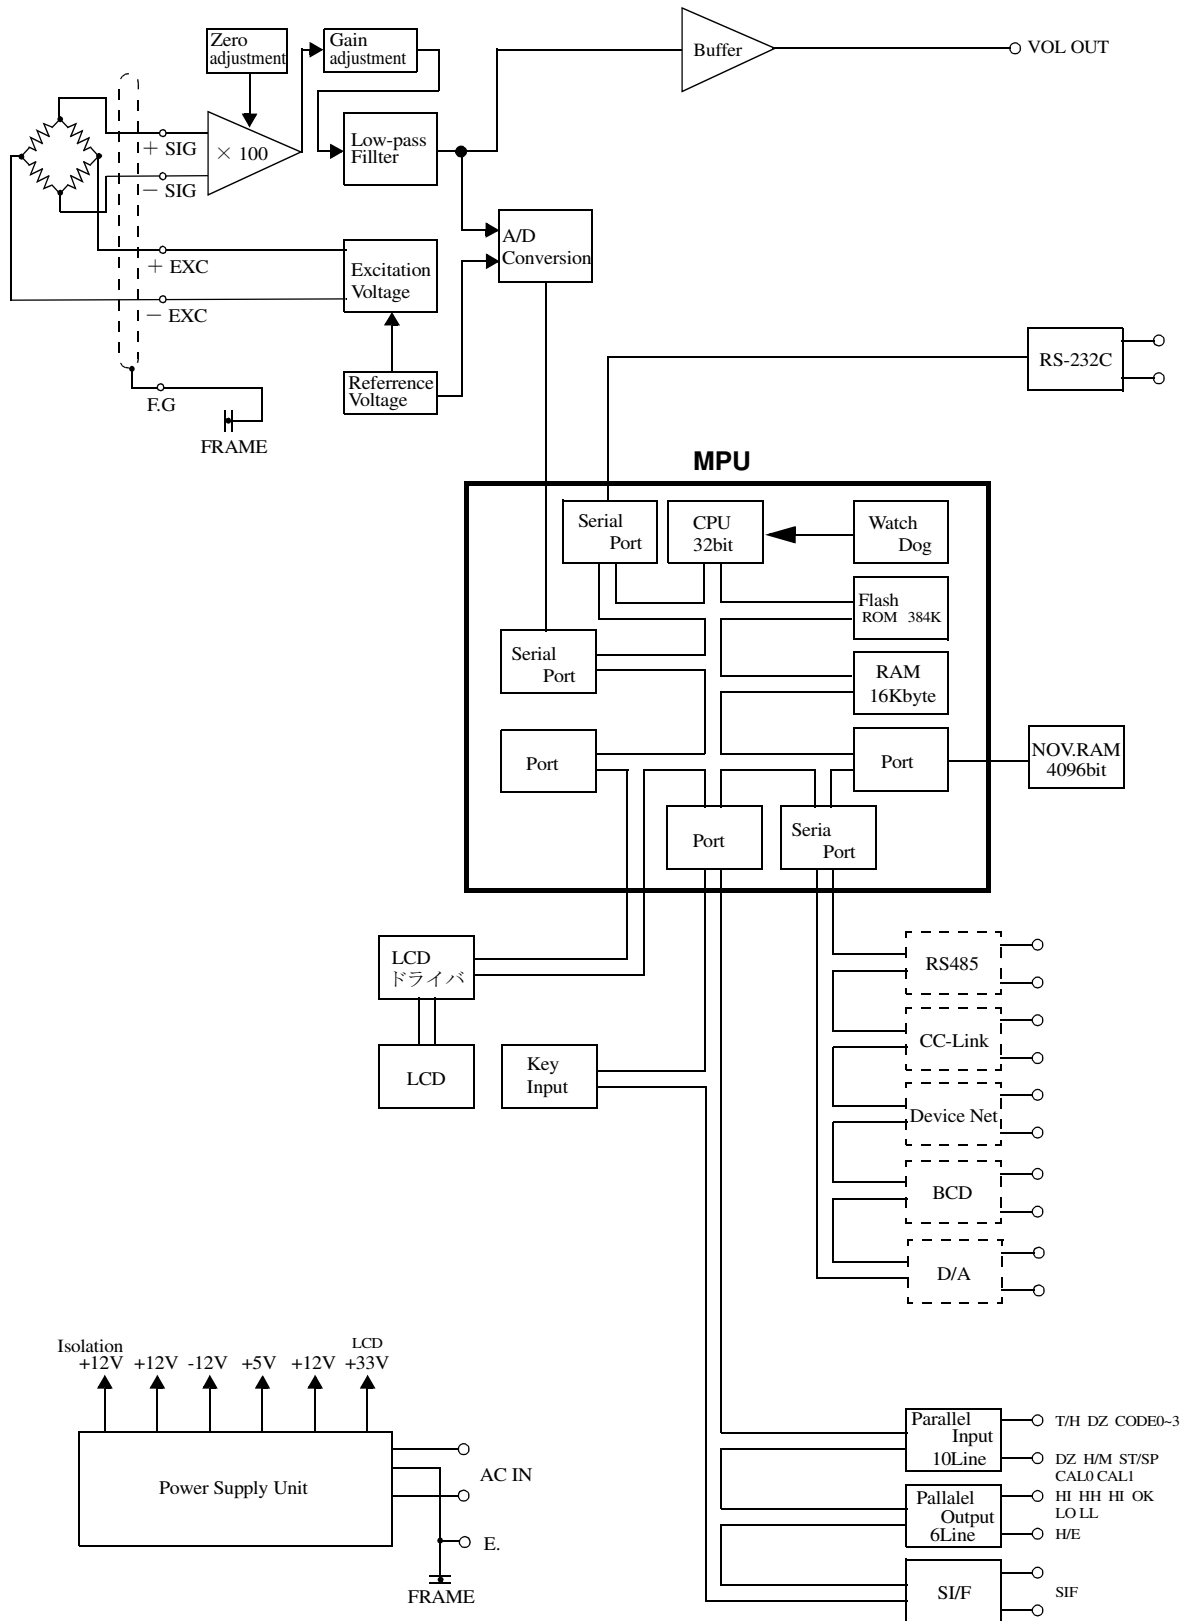 Zero
adjustment
Gain
adjustment
Buffer
VOL OUT
+ SIG
− SIG
× 100
Low-pass
Fillter
A/D
Conversion
+ EXC
− EXC
Excitation
Voltage
Referrence
Voltage
F.G
FRAME
RS-232C
MPU
Serial
Port
CPU
32bit
Watch
Dog
Flash
ROM 384K
Serial
Port
RAM
16Kbyte
Port
Port
NOV.RAM
4096bit
Port
Seria
Port
LCD
ドライバ
LCD
Key
Input
RS485
CC-Link
Device Net
BCD
D/A
Isolation
+12V
+12V
-12V
+5V
+12V
LCD
+33V
Power Supply Unit
AC IN
E.
FRAME
Parallel
Input
10Line
T/H DZ CODE0~3
DZ H/M ST/SP
CAL0 CAL1
Pallalel
Output
6Line
HI HH HI OK
LO LL
H/E
SI/F
SIF